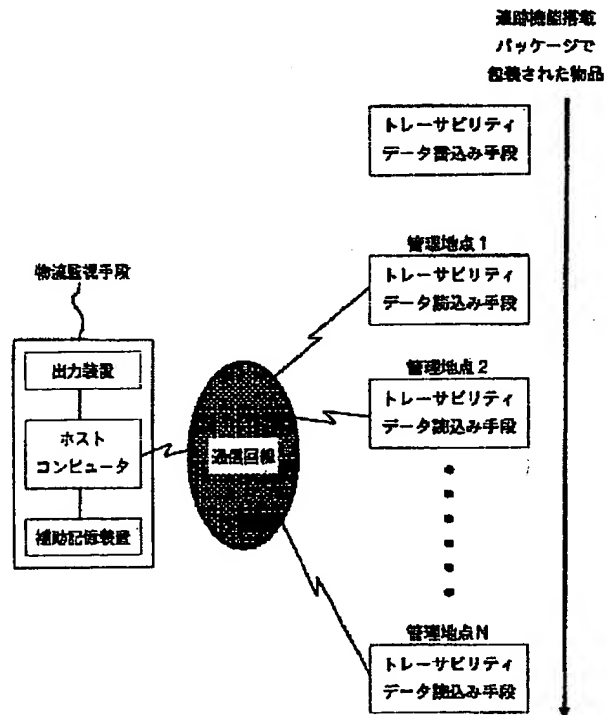 追跡機能搭載
パッケージで
包装された物品
トレーサビリティ
データ書込み手段
管理地点1
トレーサビリティ
データ読込み手段
物流監視手段
出力装置
管理地点2
トレーサビリティ
データ読込み手段
ホスト
コンピュータ
通信回線
補助記憶装置
管理地点N
トレーサビリティ
データ読込み手段